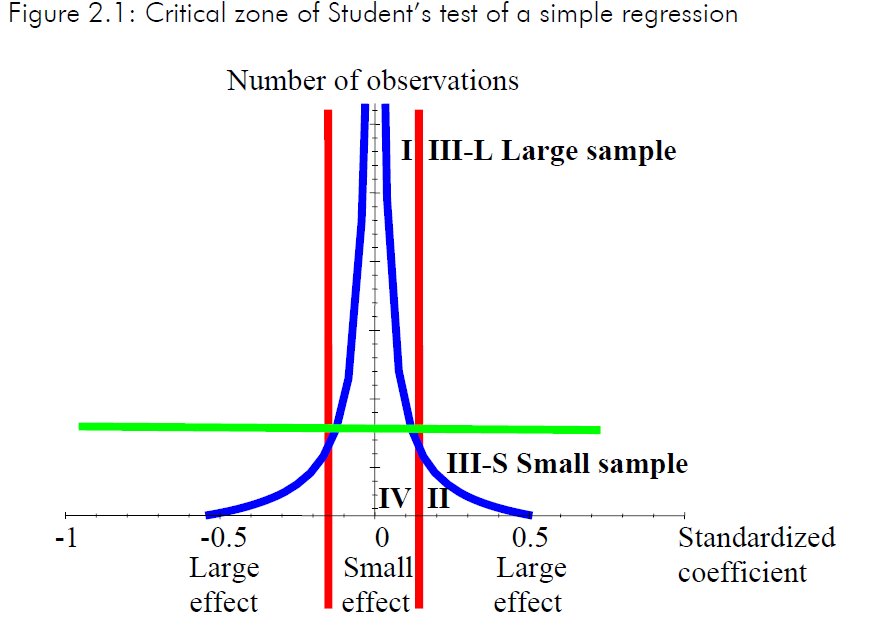 Figure 2.1: Critical zone of Student's test of a simple regression
Number of observations
I III-L Large sample
III-S Small sample
IV II
-1 -0.5 0 0.5 Standardized
Large Small Large coefficient
effect effect effect